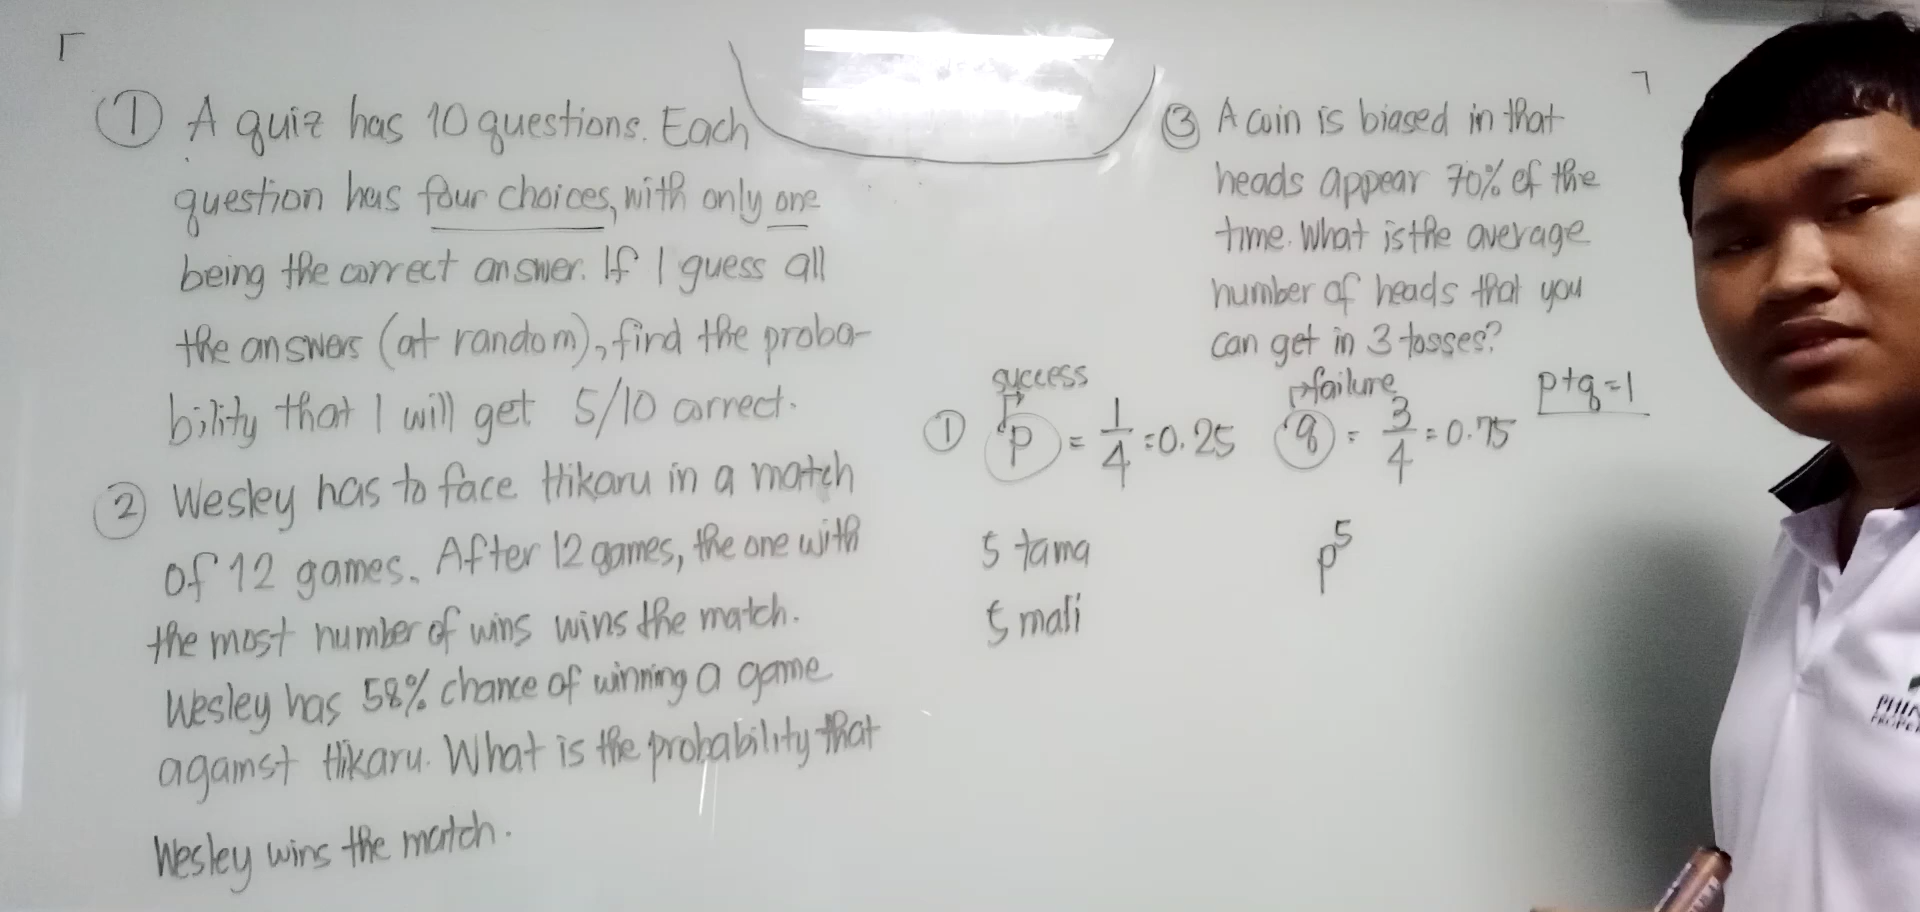 ① A quiz has 10 questions. Each
question has four choices, with only one
being the correct answer. If I guess all
the answers (at random), find the proba-
bility that I will get 5/10 correct.
② Wesley has to face Hikaru in a match
of 12 games. After 12 games, the one with
the most number of wins wins the match.
Wesley has 58% chance of winning a game
against Hikaru. What is the probability that
Wesley wins the match.
③ A coin is biased in that
heads appear 70% of the
time. What is the average
number of heads that you
can get in 3 tosses?
success
① p = 1/4 = 0.25
failure
q = 3/4 = 0.75
p+q=1
5 tama
5 mali
p⁵